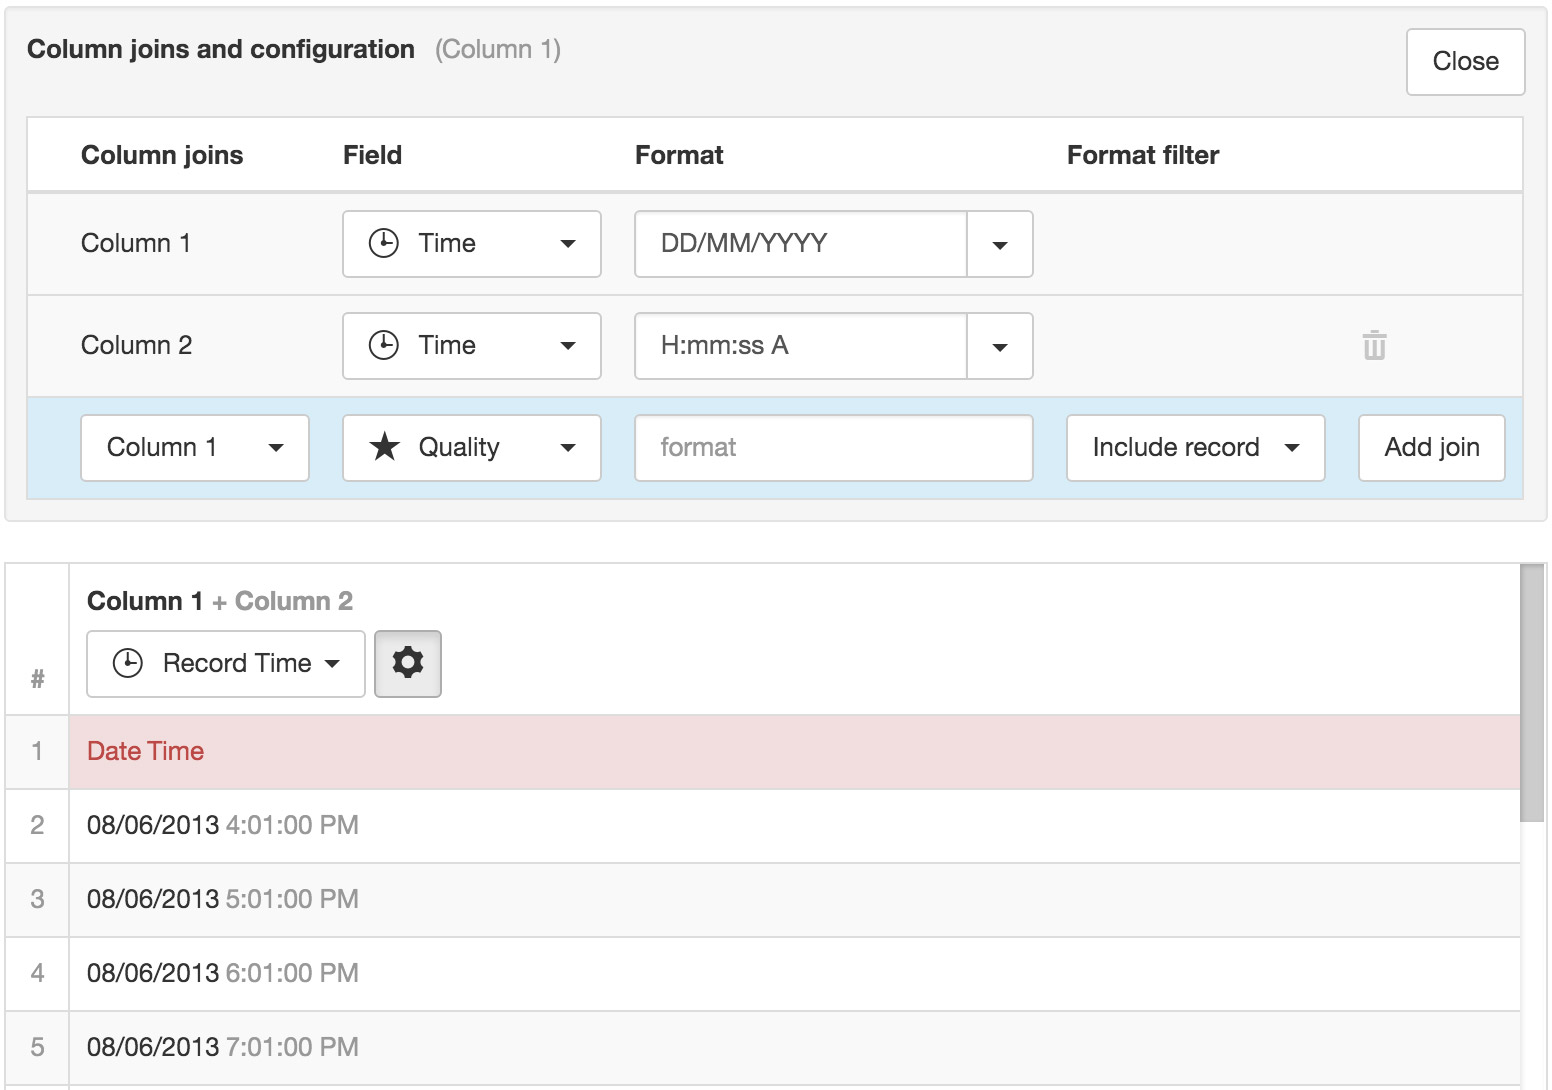 Column joins and configuration (Column 1)
Close
Column joins Field Format Format filter
Column 1 Time DD/MM/YYYY
Column 2 Time H:mm:ss A
Column 1 Quality format Include record Add join
Column 1 + Column 2
# Record Time
1 Date Time
2 08/06/2013 4:01:00 PM
3 08/06/2013 5:01:00 PM
4 08/06/2013 6:01:00 PM
5 08/06/2013 7:01:00 PM